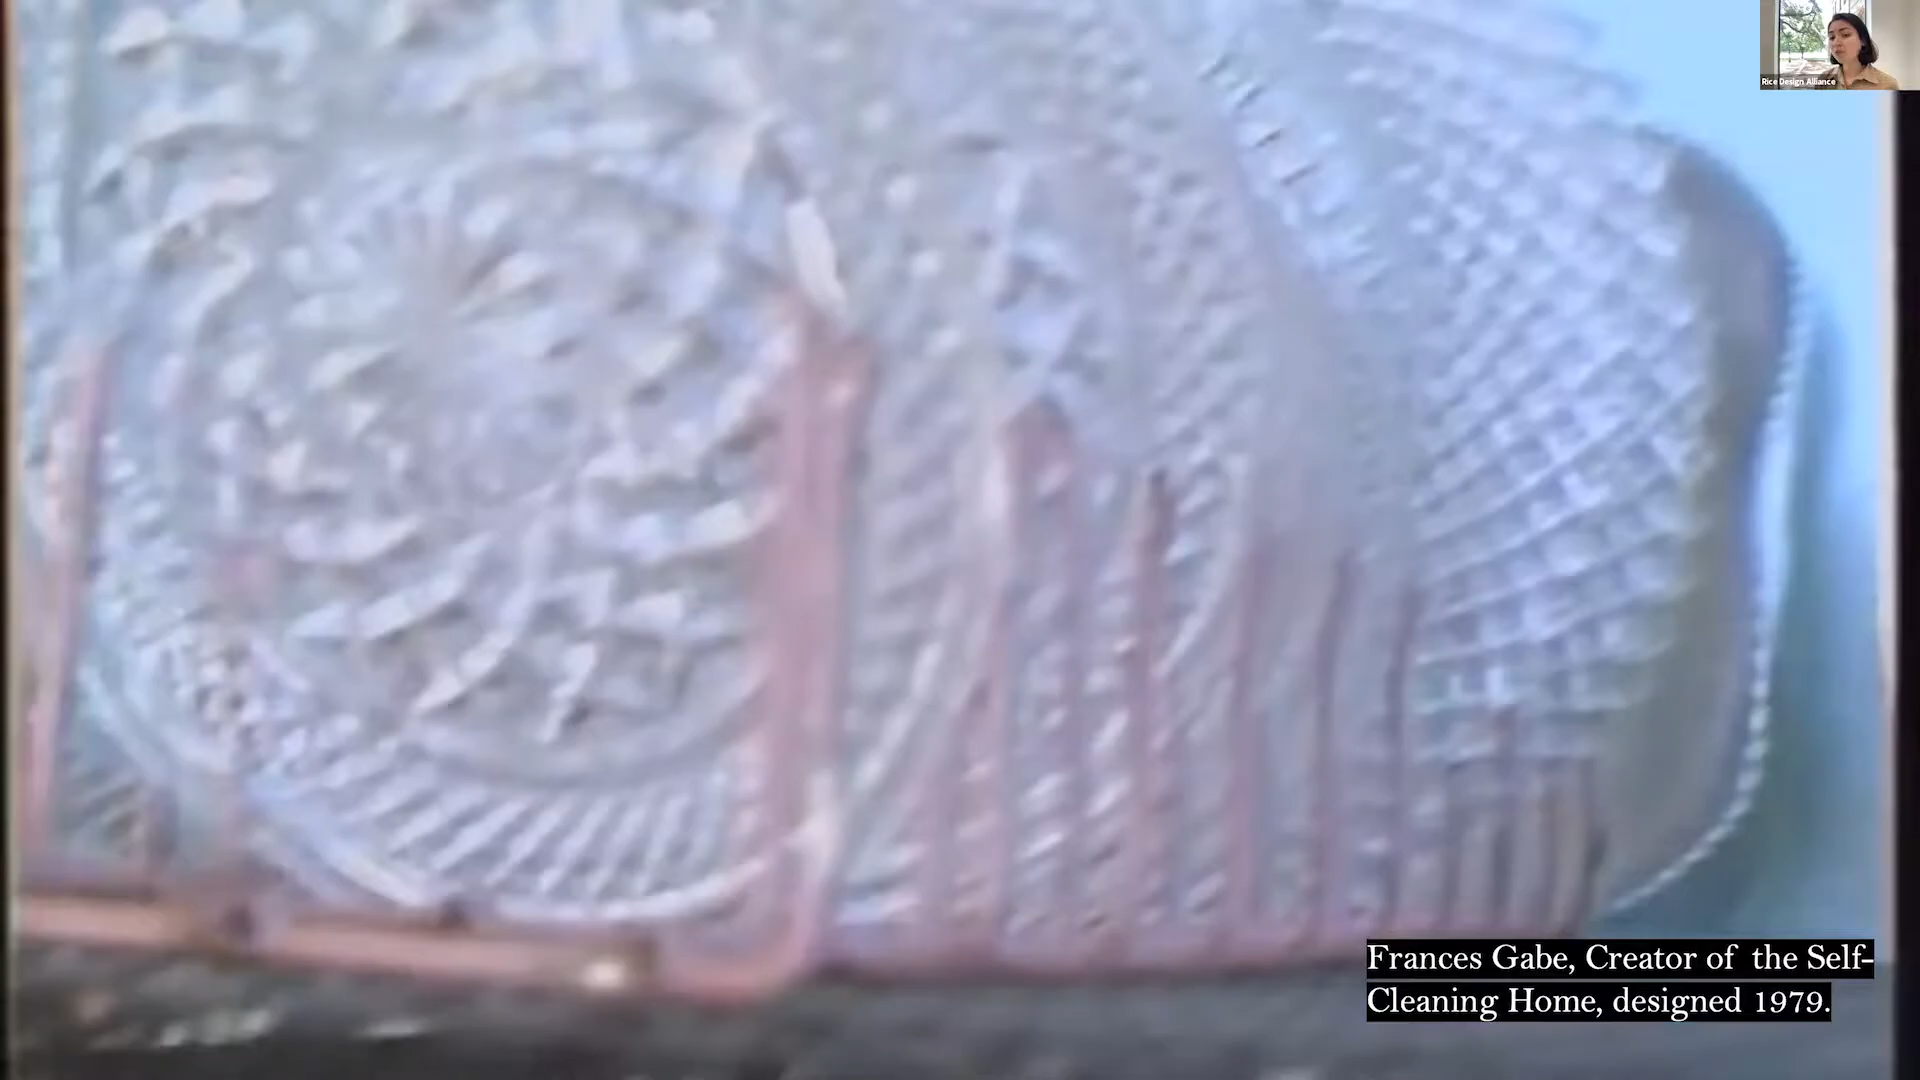 Rice Design Alliance
Frances Gabe, Creator of the Self-
Cleaning Home, designed 1979.